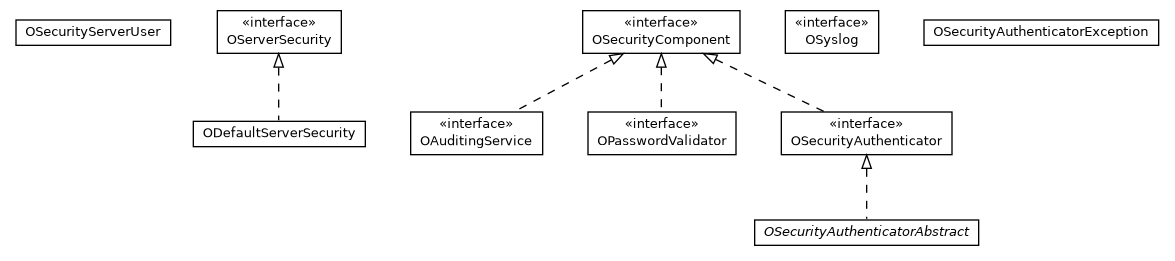 OSecurityServerUser
«interface»
OServerSecurity
«interface»
OSecurityComponent
«interface»
OSyslog
OSecurityAuthenticatorException
ODefaultServerSecurity
«interface»
OAuditingService
«interface»
OPasswordValidator
«interface»
OSecurityAuthenticator
OSecurityAuthenticatorAbstract